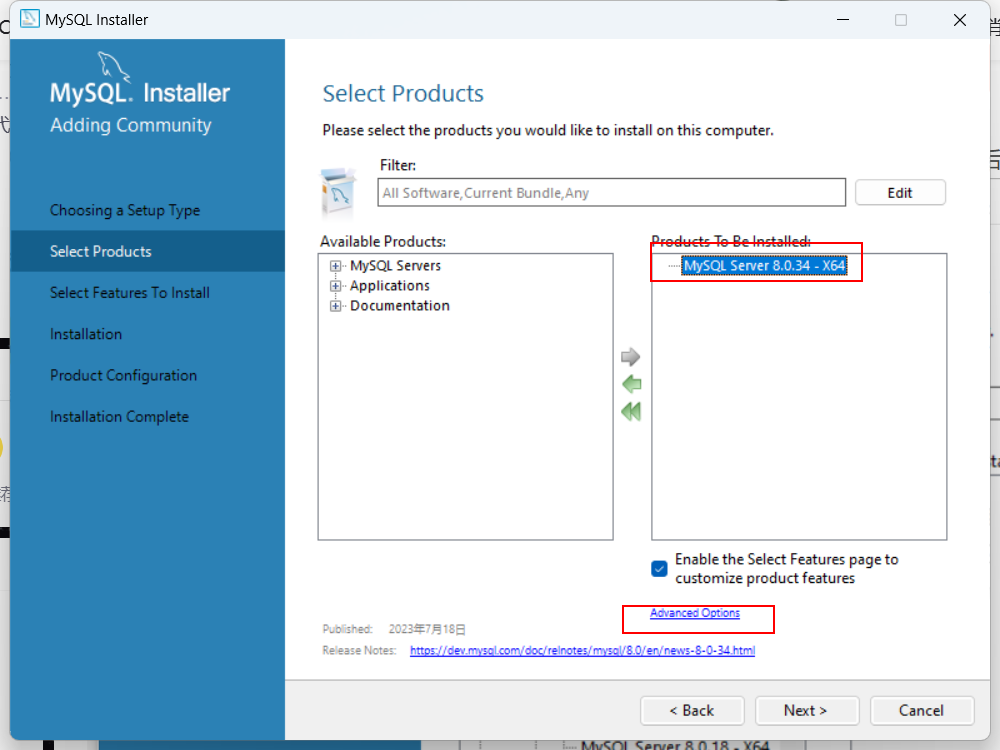 MySQL Installer
MySQL. Installer
Adding Community
Choosing a Setup Type
Select Products
Select Features To Install
Installation
Product Configuration
Installation Complete
Select Products
Please select the products you would like to install on this computer.
Filter:
All Software,Current Bundle,Any
Edit
Available Products:
MySQL Servers
Applications
Documentation
Products To Be Installed:
MySQL Server 8.0.34 - X64
Enable the Select Features page to
customize product features
Advanced Options
Published: 2023年7月18日
Release Notes: https://dev.mysql.com/doc/relnotes/mysql/8.0/en/news-8-0-34.html
< Back
Next >
Cancel
MySQL Server 8.0.18 - X64